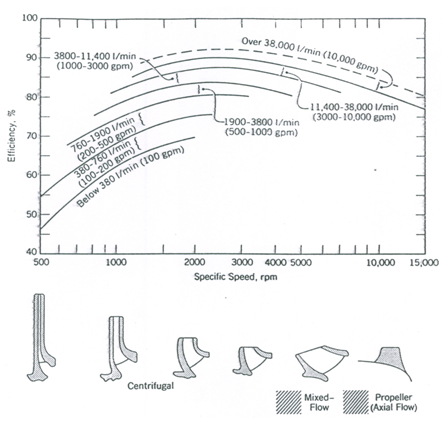 100
90
80
70
60
50
40
Efficiency, %
Over 38,000 l/min (10,000 gpm)
3800–11,400 l/min
(1000–3000 gpm)
11,400–38,000 l/min
(3000–10,000 gpm)
1900–3800 l/min
(500–1000 gpm)
760–1900 l/min
(200–500 gpm)
380–760 l/min
(100–200 gpm)
Below 380 l/min (100 gpm)
500 1000 2000 3000 4000 5000 10,000 15,000
Specific Speed, rpm
Centrifugal
Mixed–
Flow
Propeller
(Axial Flow)